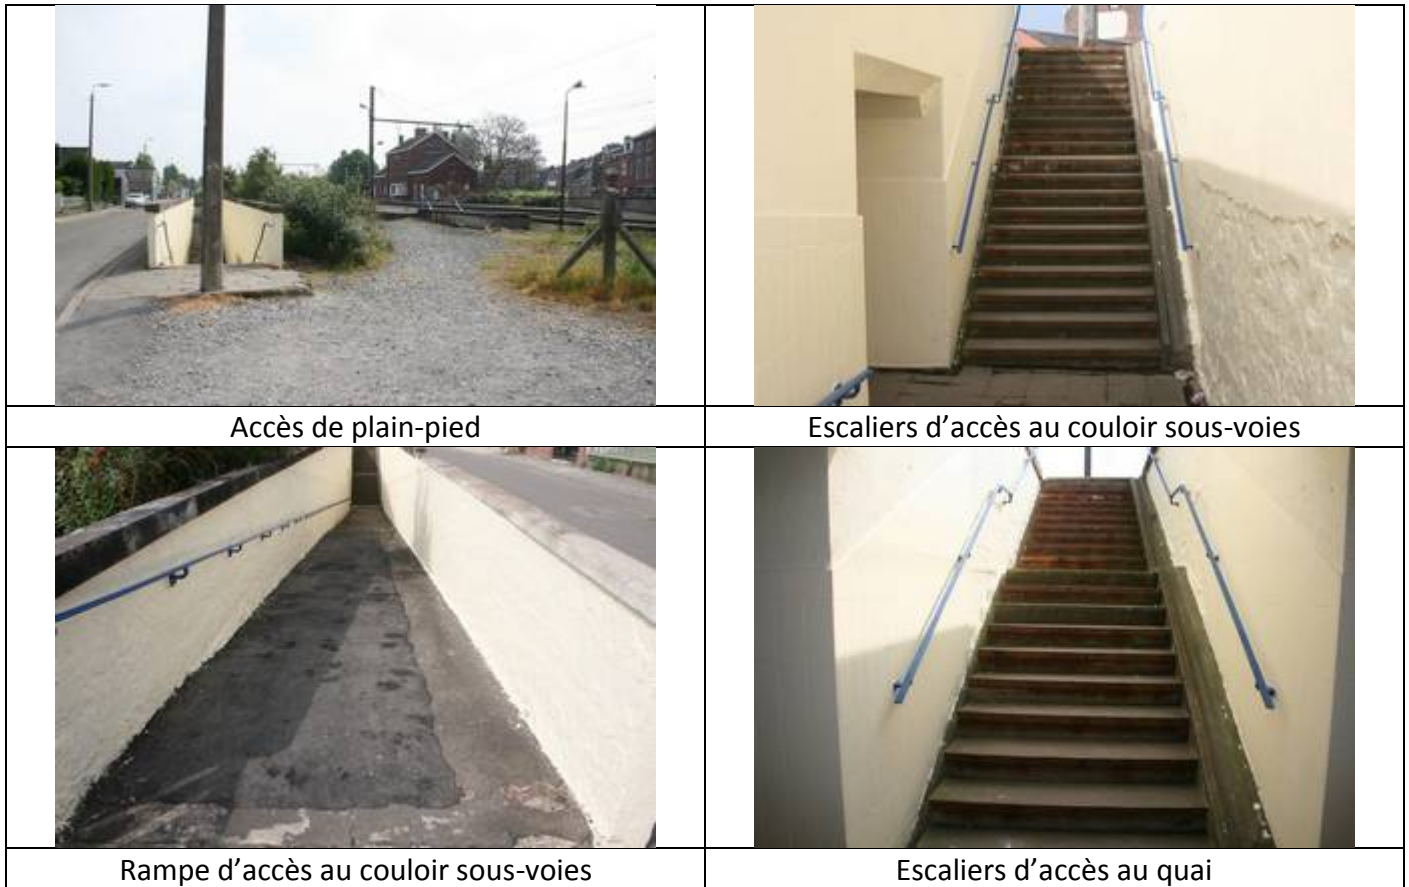 Accès de plain-pied
Escaliers d’accès au couloir sous-voies
Rampe d’accès au couloir sous-voies
Escaliers d’accès au quai